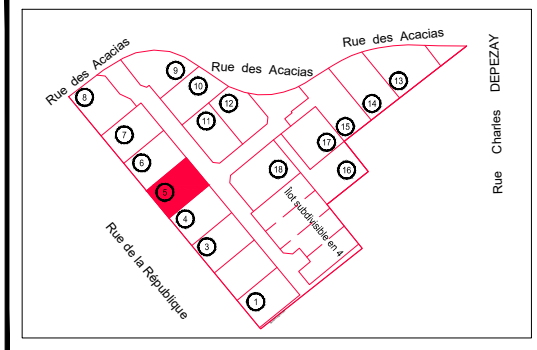 Rue des Acacias
Rue des Acacias
Rue des Acacias
Rue Charles DEPEZAY
9
10
8
12
11
13
14
15
7
17
6
18
16
5
îlot subdivisible en 4
4
3
Rue de la République
1